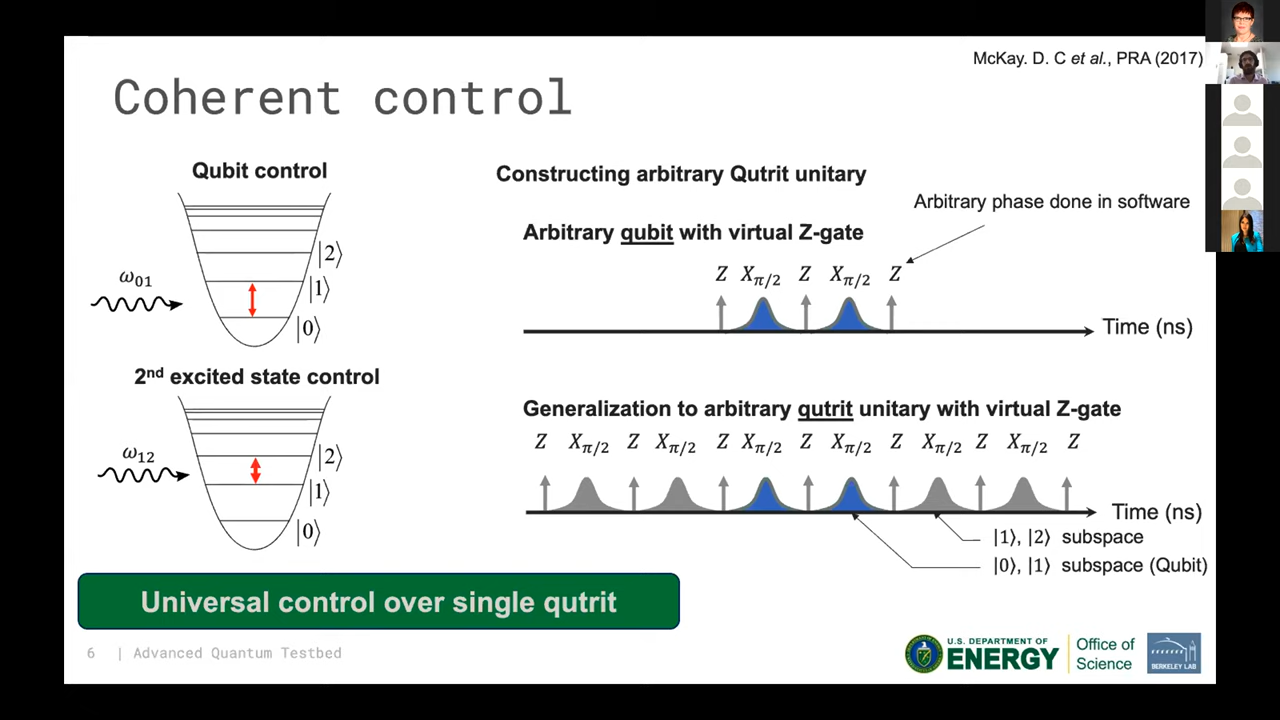 McKay. D. C et al., PRA (2017)
Coherent control
Qubit control
ω01
|2⟩
|1⟩
|0⟩
2nd excited state control
ω12
|2⟩
|1⟩
|0⟩
Constructing arbitrary Qutrit unitary
Arbitrary phase done in software
Arbitrary qubit with virtual Z-gate
Z Xπ/2 Z Xπ/2 Z
Time (ns)
Generalization to arbitrary qutrit unitary with virtual Z-gate
Z Xπ/2 Z Xπ/2 Z Xπ/2 Z Xπ/2 Z Xπ/2 Z Xπ/2 Z
Time (ns)
|1⟩, |2⟩ subspace
|0⟩, |1⟩ subspace (Qubit)
Universal control over single qutrit
6 | Advanced Quantum Testbed
U.S. DEPARTMENT OF
ENERGY
Office of
Science
BERKELEY LAB